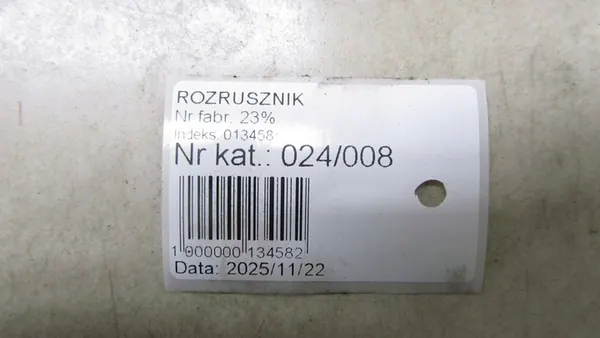 ROZRUSZNIK
Nr fabr. 23%
Indeks. 013458
Nr kat.: 024/008
1 000000 134582
Data: 2025/11/22